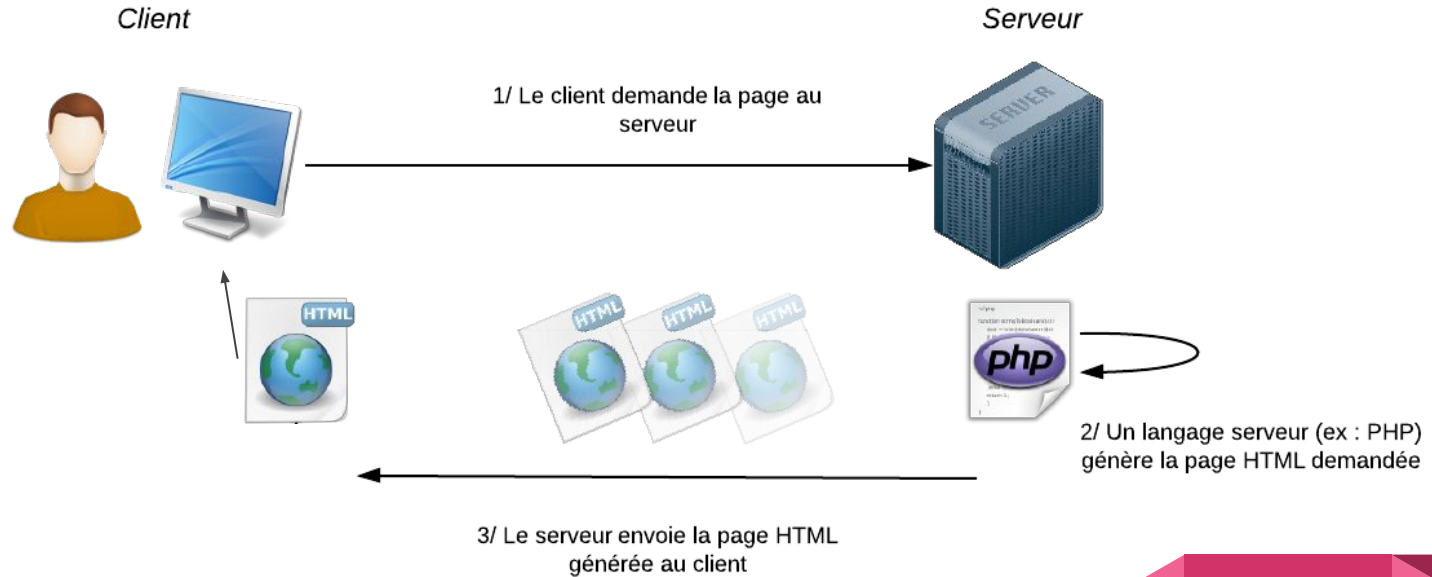 Client
Serveur
1/ Le client demande la page au
serveur
SERVER
HTML
HTML
HTML
HTML
php
2/ Un langage serveur (ex : PHP)
génère la page HTML demandée
3/ Le serveur envoie la page HTML
générée au client